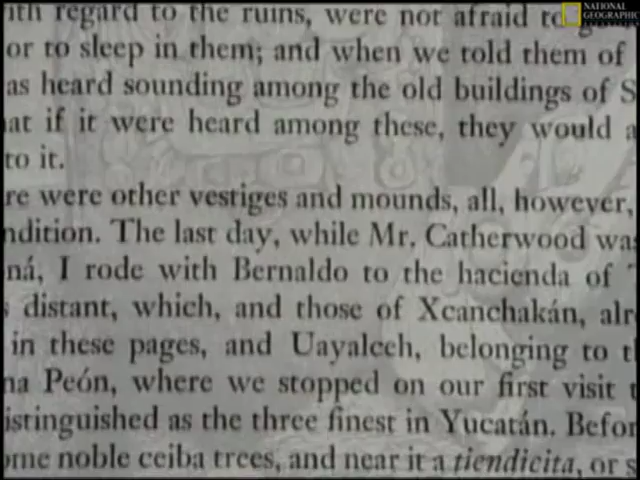 NATIONAL
GEOGRAPHIC
ith regard to the ruins, were not afraid to
or to sleep in them; and when we told them of
as heard sounding among the old buildings of S
at if it were heard among these, they would a
to it.
re were other vestiges and mounds, all, however,
ndition. The last day, while Mr. Catherwood was
ná, I rode with Bernaldo to the hacienda of
distant, which, and those of Xcanchakán, alr
in these pages, and Uayalceh, belonging to t
na Peón, where we stopped on our first visit
istinguished as the three finest in Yucatán. Befor
me noble ceiba trees, and near it a tiendicita, or s